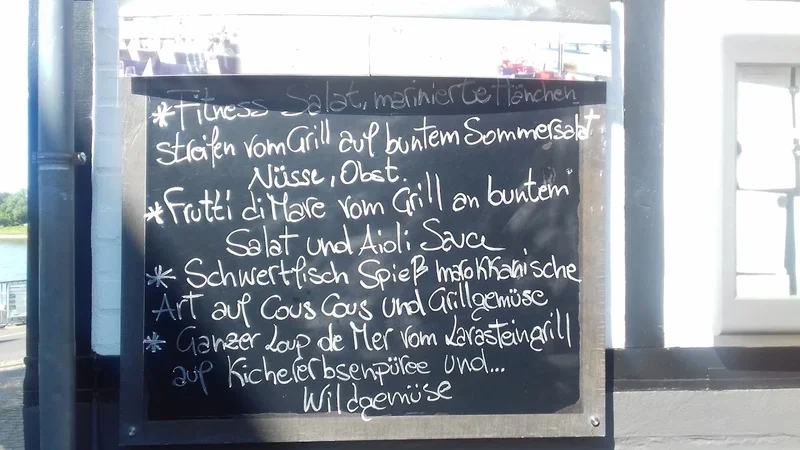 * Fitness Salat, marinierte Hänchen
streifen vom Grill auf buntem Sommersalat
Nüsse, Obst.
* Frutti di Mare vom Grill an buntem
Salat und Aioli Sauce
* Schwertfisch Spieß marokkanische
Art auf Cous Cous und Grillgemüse
* Ganzer Loup de Mer vom Lavasteingrill
auf Kichererbsenpüree und...
Wildgemüse